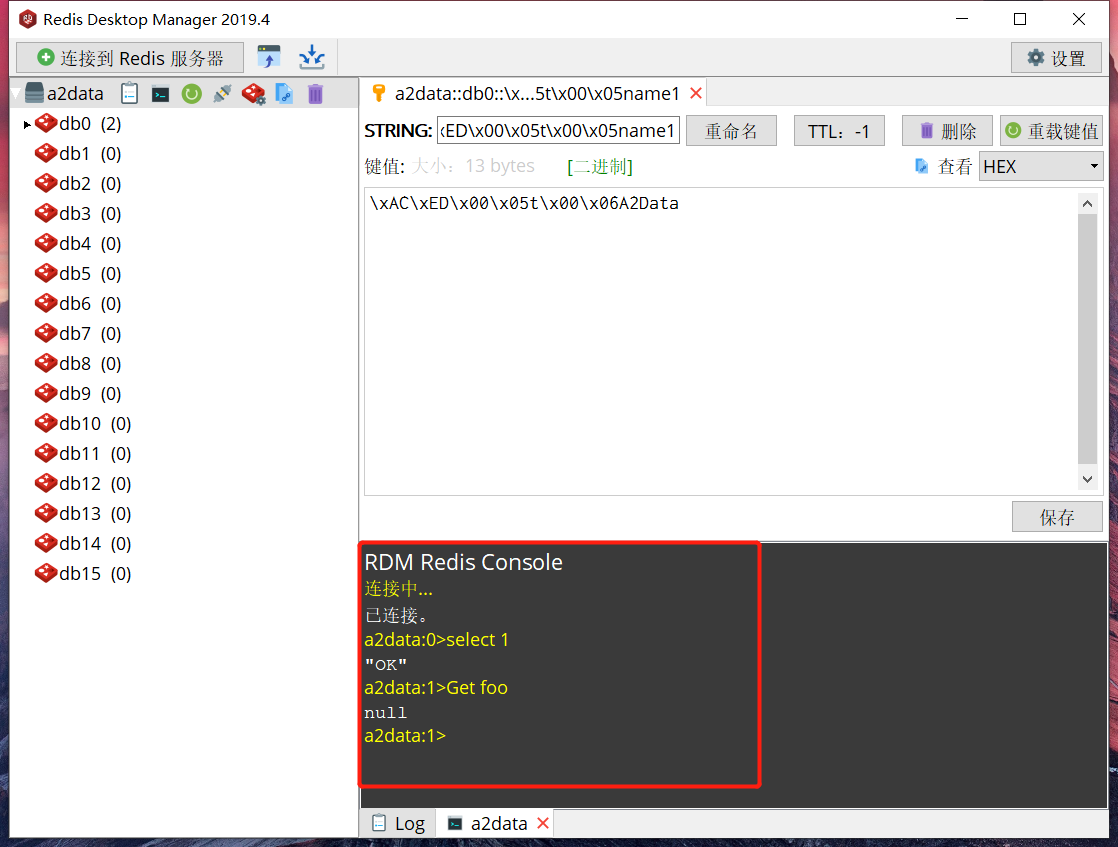 Redis Desktop Manager 2019.4
连接到 Redis 服务器
设置
a2data
db0 (2)
db1 (0)
db2 (0)
db3 (0)
db4 (0)
db5 (0)
db6 (0)
db7 (0)
db8 (0)
db9 (0)
db10 (0)
db11 (0)
db12 (0)
db13 (0)
db14 (0)
db15 (0)
a2data::db0::\x...5t\x00\x05name1
STRING: xED\x00\x05t\x00\x05name1 重命名 TTL：-1 删除 重载键值
键值: 大小：13 bytes [二进制] 查看 HEX
\xAC\xED\x00\x05t\x00\x06A2Data
保存
RDM Redis Console
连接中...
已连接。
a2data:0>select 1
"OK"
a2data:1>Get foo
null
a2data:1>
Log a2data